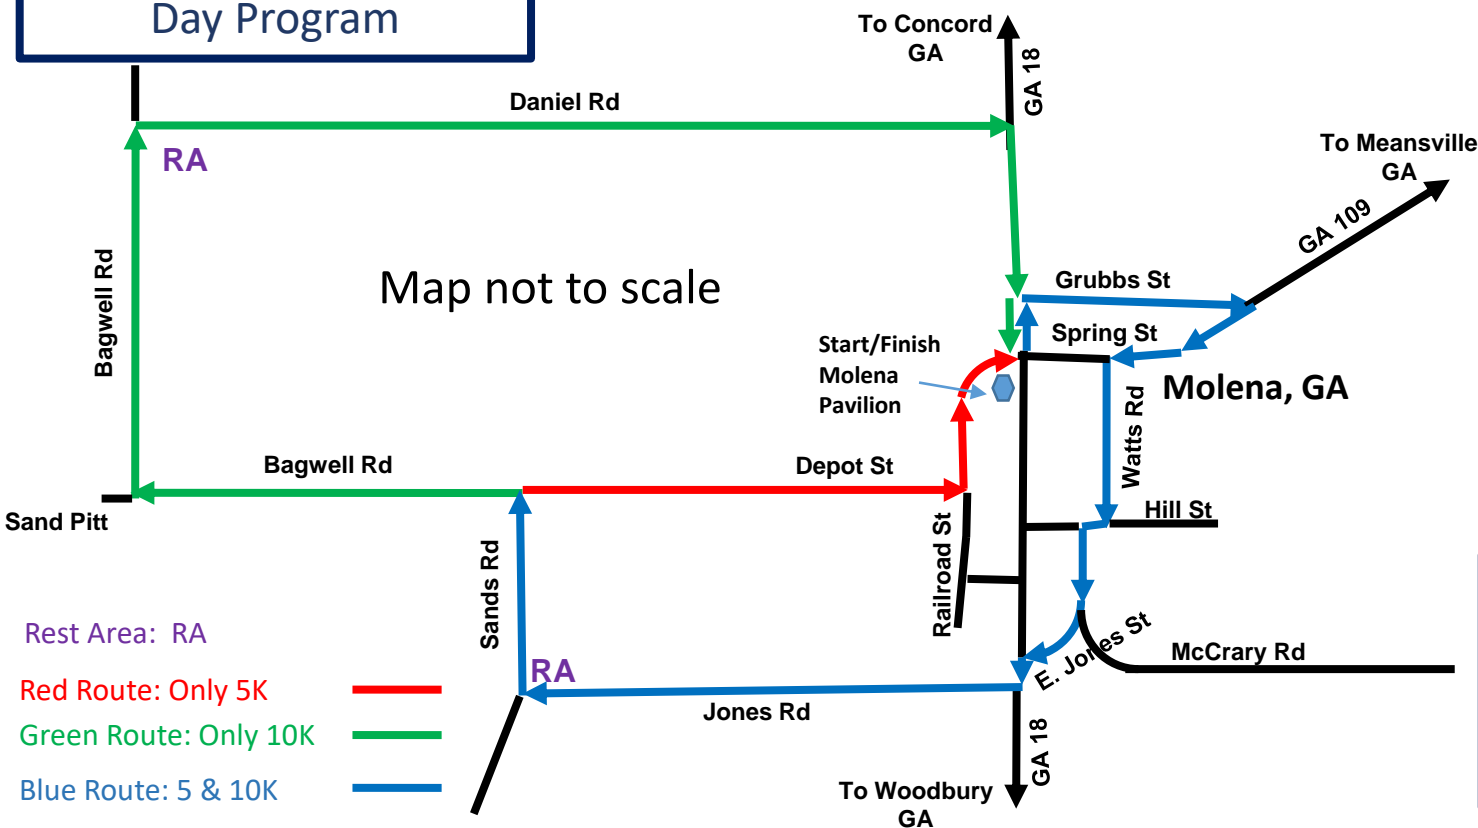 Day Program
To Concord
GA
GA 18
Daniel Rd
To Meansville
GA
RA
GA 109
Bagwell Rd
Map not to scale
Grubbs St
Spring St
Start/Finish
Molena
Pavilion
Molena, GA
Watts Rd
Bagwell Rd
Depot St
Hill St
Sand Pitt
Railroad St
Sands Rd
Rest Area: RA
E. Jones St
McCrary Rd
RA
Red Route: Only 5K
Jones Rd
Green Route: Only 10K
GA 18
Blue Route: 5 & 10K
To Woodbury
GA